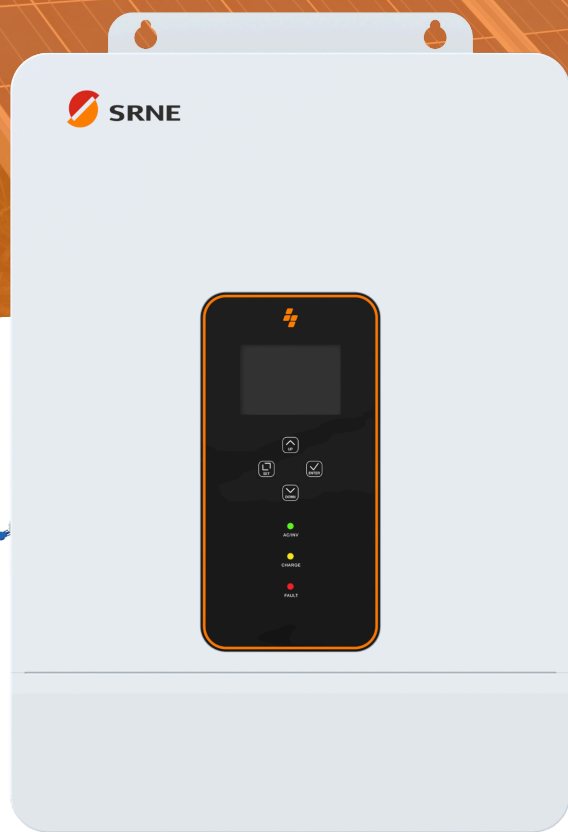 SRNE
UP
SET
ENTER
DOWN
AC/INV
CHARGE
FAULT